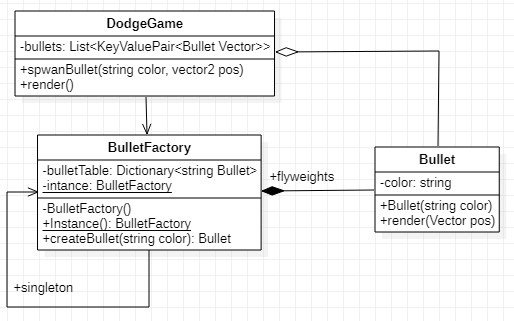 DodgeGame
-bullets: List<KeyValuePair<Bullet Vector>>
+spwanBullet(string color, vector2 pos)
+render()
BulletFactory
-bulletTable: Dictionary<string Bullet>
-intance: BulletFactory
-BulletFactory()
+Instance(): BulletFactory
+createBullet(string color): Bullet
+flyweights
Bullet
-color: string
+Bullet(string color)
+render(Vector pos)
+singleton